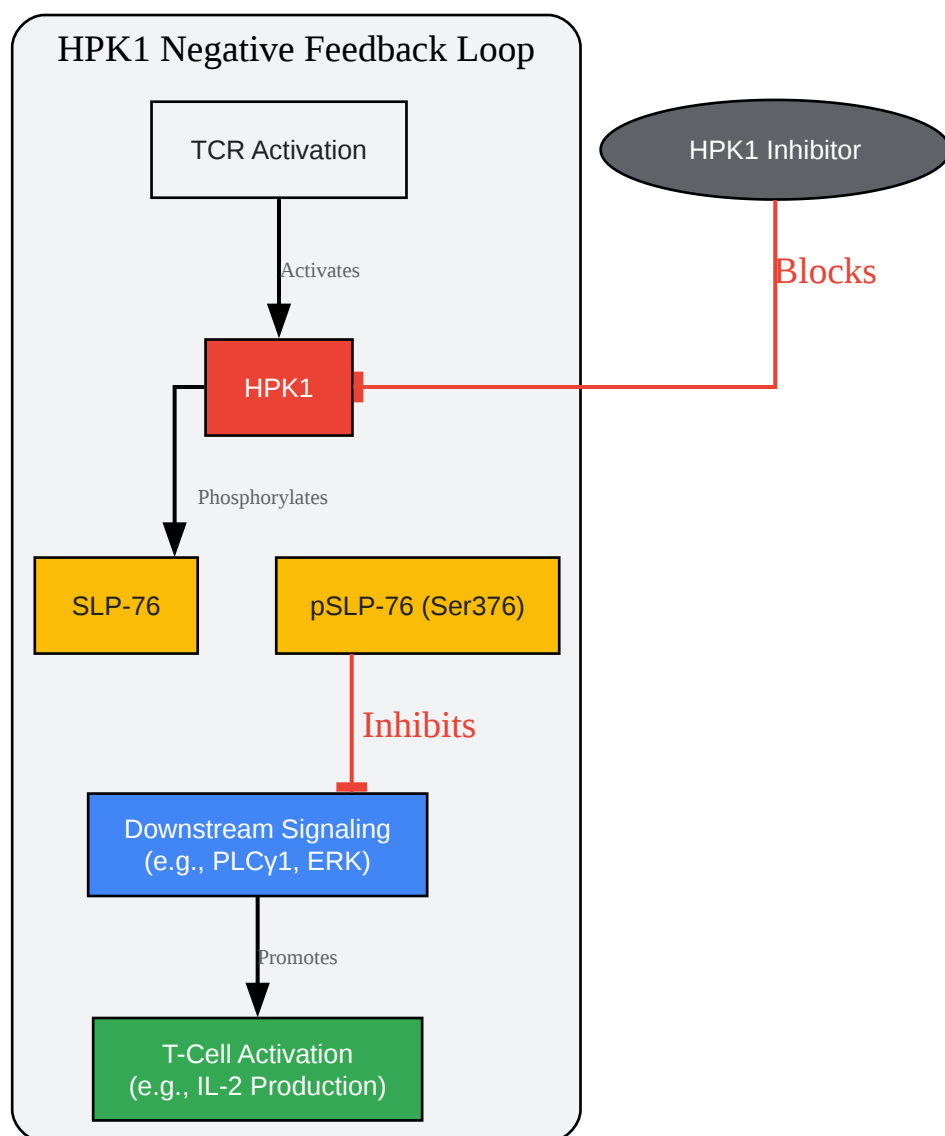 HPK1 Negative Feedback Loop
TCR Activation
HPK1 Inhibitor
Activates
Blocks
HPK1
Phosphorylates
SLP-76
pSLP-76 (Ser376)
Inhibits
Downstream Signaling
(e.g., PLCγ1, ERK)
Promotes
T-Cell Activation
(e.g., IL-2 Production)